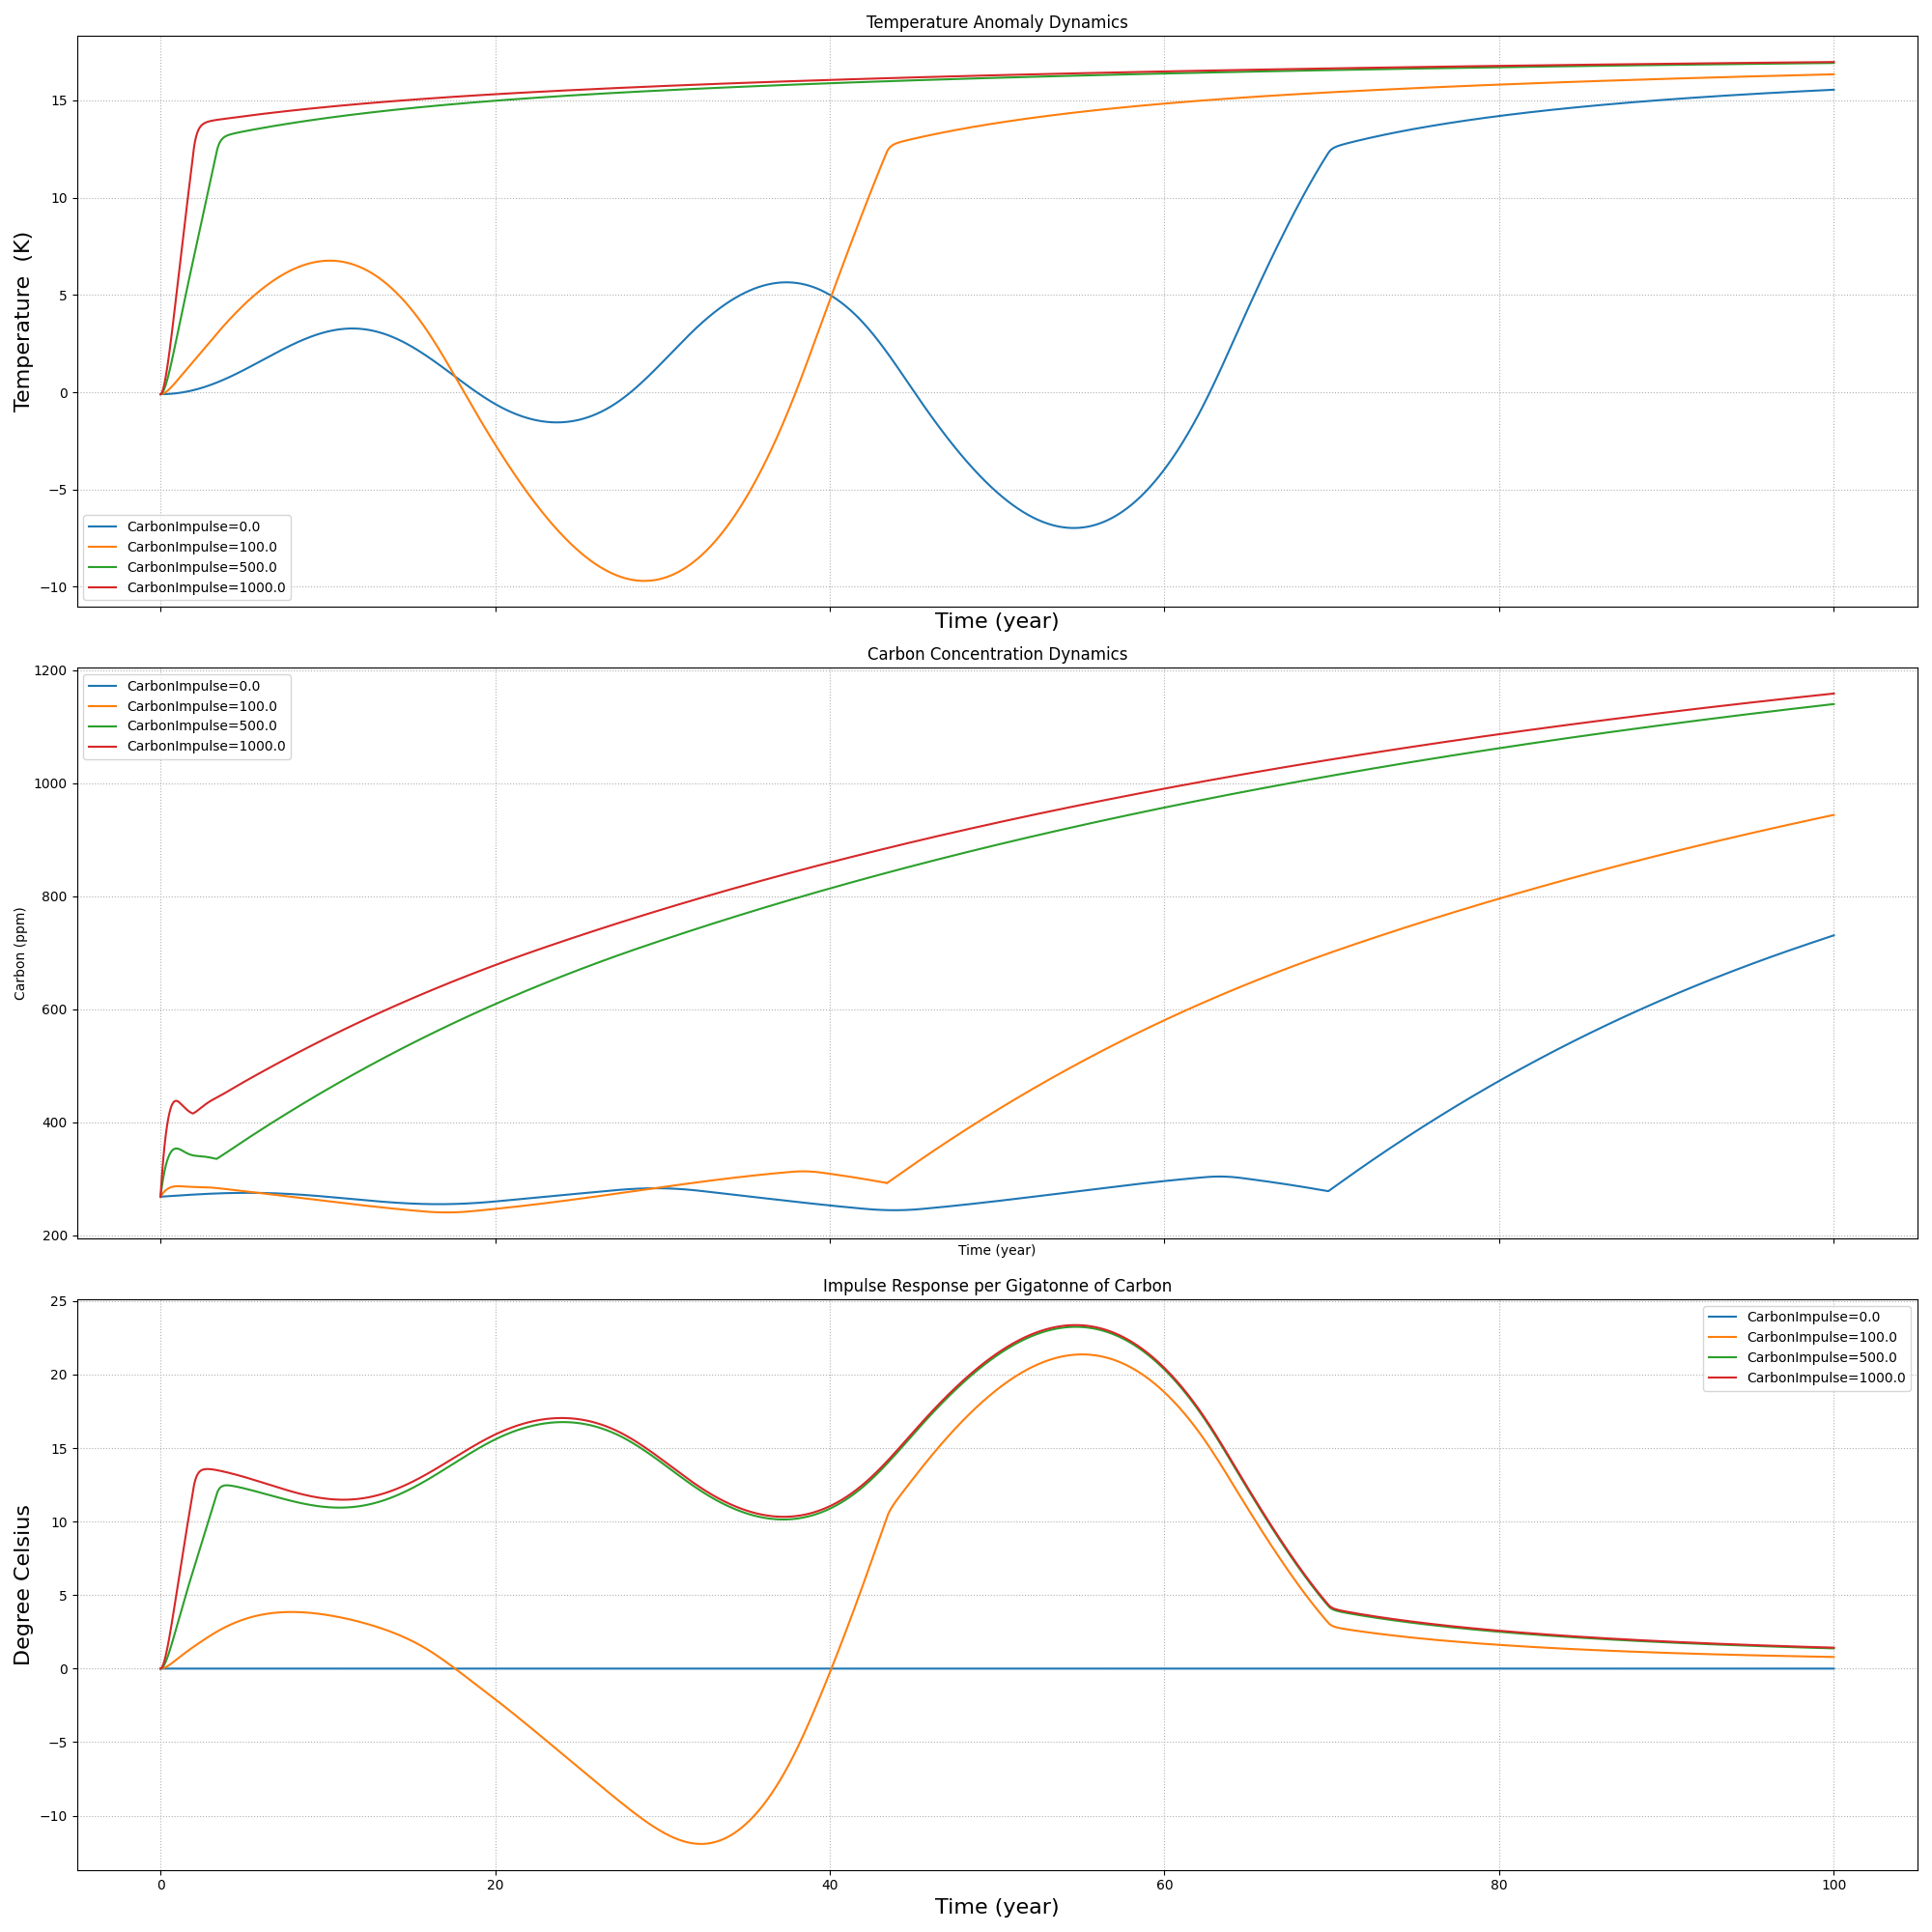 Temperature Anomaly Dynamics
Temperature (K)
15
10
5
0
−5
−10
CarbonImpulse=0.0
CarbonImpulse=100.0
CarbonImpulse=500.0
CarbonImpulse=1000.0
Time (year)
Carbon Concentration Dynamics
Carbon (ppm)
1200
1000
800
600
400
200
CarbonImpulse=0.0
CarbonImpulse=100.0
CarbonImpulse=500.0
CarbonImpulse=1000.0
Time (year)
Impulse Response per Gigatonne of Carbon
Degree Celsius
25
20
15
10
5
0
−5
−10
CarbonImpulse=0.0
CarbonImpulse=100.0
CarbonImpulse=500.0
CarbonImpulse=1000.0
0 20 40 60 80 100
Time (year)